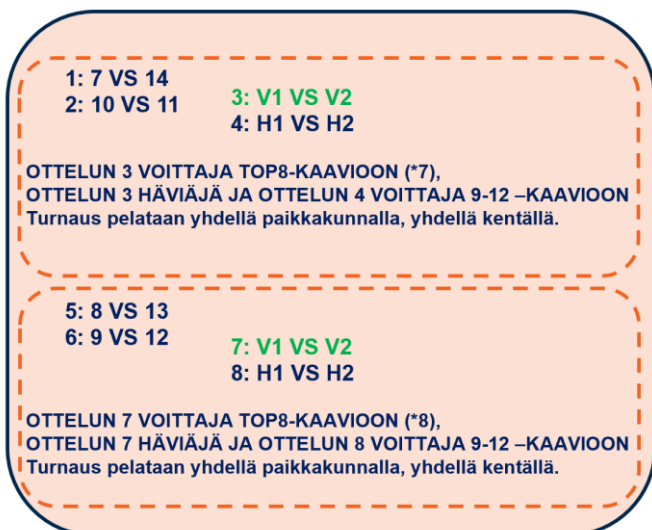 1: 7 VS 14
2: 10 VS 11
3: V1 VS V2
4: H1 VS H2
OTTELUN 3 VOITTAJA TOP8-KAAVIOON (*7),
OTTELUN 3 HÄVIÄJÄ JA OTTELUN 4 VOITTAJA 9-12 –KAAVIOON
Turnaus pelataan yhdellä paikkakunnalla, yhdellä kentällä.
5: 8 VS 13
6: 9 VS 12
7: V1 VS V2
8: H1 VS H2
OTTELUN 7 VOITTAJA TOP8-KAAVIOON (*8),
OTTELUN 7 HÄVIÄJÄ JA OTTELUN 8 VOITTAJA 9-12 –KAAVIOON
Turnaus pelataan yhdellä paikkakunnalla, yhdellä kentällä.